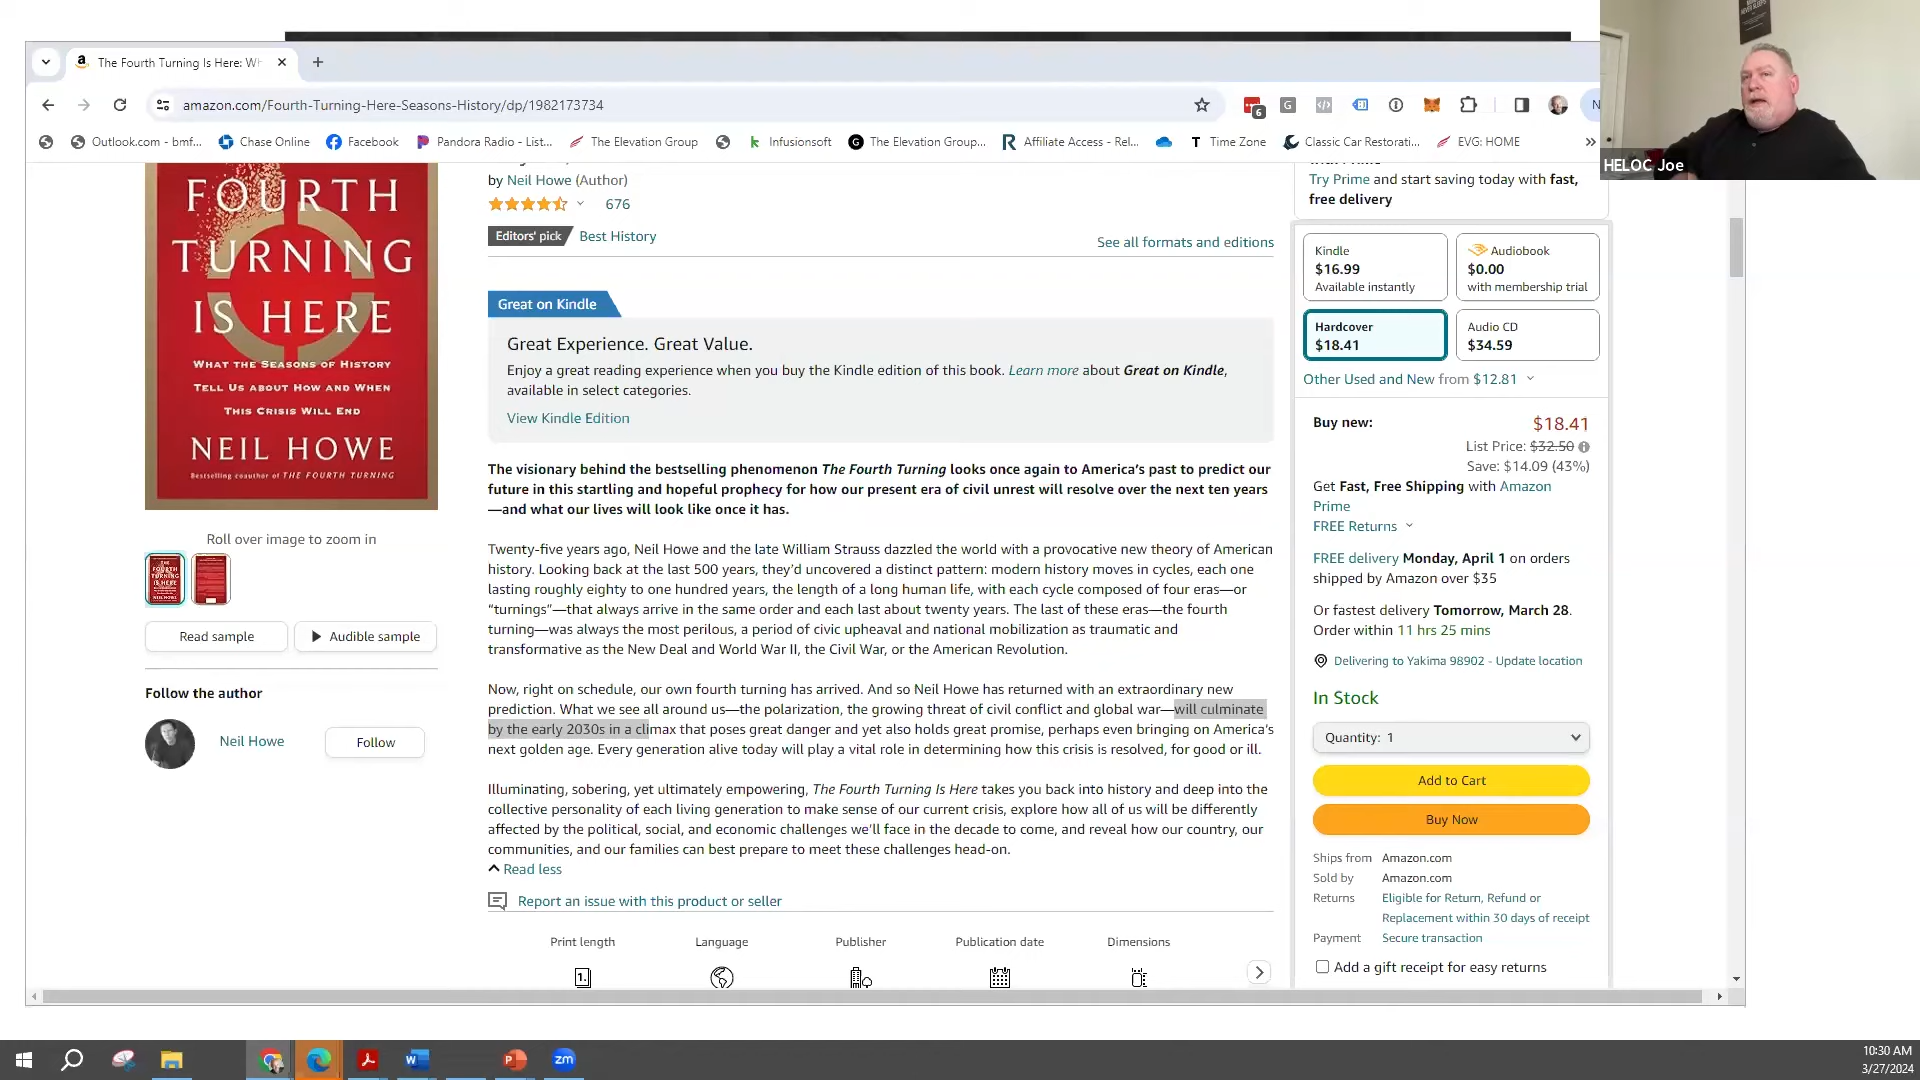 The Fourth Turning Is Here: Wh
amazon.com/Fourth-Turning-Here-Seasons-History/dp/1982173734
6
N
Outlook.com - bmf...
Chase Online
Facebook
Pandora Radio - List...
The Elevation Group
Infusionsoft
The Elevation Group...
Affiliate Access - Rel...
Time Zone
Classic Car Restorati...
EVG: HOME
NEVER SLEEPS
HELOC Joe
FOURTH
TURNING
IS HERE
WHAT THE SEASONS OF HISTORY
TELL US ABOUT HOW AND WHEN
THIS CRISIS WILL END
NEIL HOWE
Bestselling coauthor of THE FOURTH TURNING
Roll over image to zoom in
Read sample
Audible sample
Follow the author
Neil Howe
Follow
by Neil Howe (Author)
676
Editors' pick Best History
See all formats and editions
Great on Kindle
Great Experience. Great Value.
Enjoy a great reading experience when you buy the Kindle edition of this book. Learn more about Great on Kindle,
available in select categories.
View Kindle Edition
The visionary behind the bestselling phenomenon The Fourth Turning looks once again to America's past to predict our
future in this startling and hopeful prophecy for how our present era of civil unrest will resolve over the next ten years
—and what our lives will look like once it has.
Twenty-five years ago, Neil Howe and the late William Strauss dazzled the world with a provocative new theory of American
history. Looking back at the last 500 years, they'd uncovered a distinct pattern: modern history moves in cycles, each one
lasting roughly eighty to one hundred years, the length of a long human life, with each cycle composed of four eras—or
“turnings”—that always arrive in the same order and each last about twenty years. The last of these eras—the fourth
turning—was always the most perilous, a period of civic upheaval and national mobilization as traumatic and
transformative as the New Deal and World War II, the Civil War, or the American Revolution.
Now, right on schedule, our own fourth turning has arrived. And so Neil Howe has returned with an extraordinary new
prediction. What we see all around us—the polarization, the growing threat of civil conflict and global war—will culminate
by the early 2030s in a climax that poses great danger and yet also holds great promise, perhaps even bringing on America's
next golden age. Every generation alive today will play a vital role in determining how this crisis is resolved, for good or ill.
Illuminating, sobering, yet ultimately empowering, The Fourth Turning Is Here takes you back into history and deep into the
collective personality of each living generation to make sense of our current crisis, explore how all of us will be differently
affected by the political, social, and economic challenges we'll face in the decade to come, and reveal how our country, our
communities, and our families can best prepare to meet these challenges head-on.
Read less
Report an issue with this product or seller
Print length
Language
Publisher
Publication date
Dimensions
with Prime
Try Prime and start saving today with fast,
free delivery
Kindle
$16.99
Available instantly
Audiobook
$0.00
with membership trial
Hardcover
$18.41
Audio CD
$34.59
Other Used and New from $12.81
Buy new:
$18.41
List Price: $32.50
Save: $14.09 (43%)
Get Fast, Free Shipping with Amazon
Prime
FREE Returns
FREE delivery Monday, April 1 on orders
shipped by Amazon over $35
Or fastest delivery Tomorrow, March 28.
Order within 11 hrs 25 mins
Delivering to Yakima 98902 - Update location
In Stock
Quantity: 1
Add to Cart
Buy Now
Ships from Amazon.com
Sold by Amazon.com
Returns Eligible for Return, Refund or
Replacement within 30 days of receipt
Payment Secure transaction
Add a gift receipt for easy returns
10:30 AM
3/27/2024